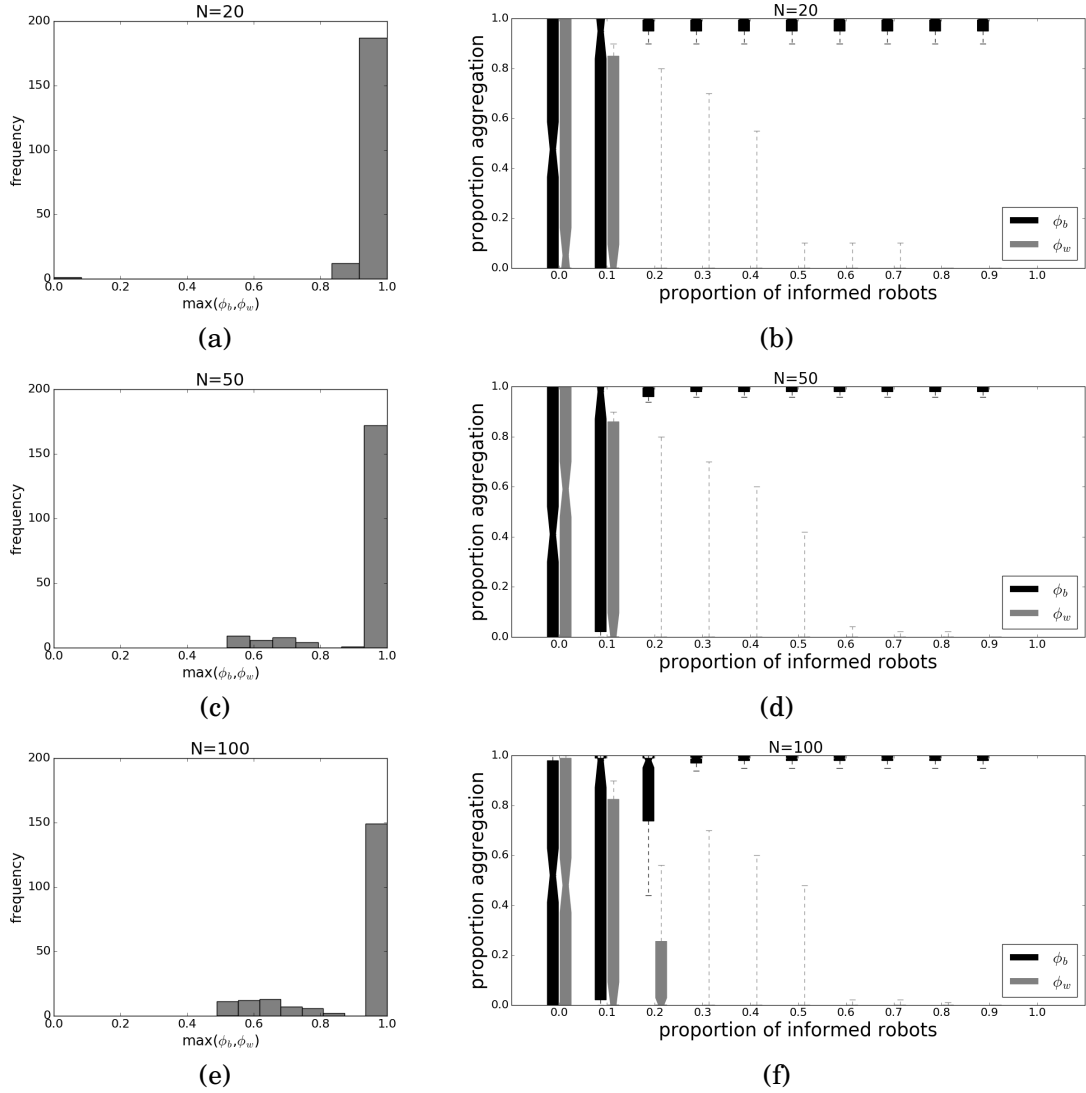 N=20
200
150
100
50
0
frequency
0.0 0.2 0.4 0.6 0.8 1.0
max(ϕb,ϕw)
(a)
N=20
1.0
0.8
0.6
0.4
0.2
0.0
proportion aggregation
ϕb
ϕw
0.0 0.1 0.2 0.3 0.4 0.5 0.6 0.7 0.8 0.9 1.0
proportion of informed robots
(b)
N=50
200
150
100
50
0
frequency
0.0 0.2 0.4 0.6 0.8 1.0
max(ϕb,ϕw)
(c)
N=50
1.0
0.8
0.6
0.4
0.2
0.0
proportion aggregation
ϕb
ϕw
0.0 0.1 0.2 0.3 0.4 0.5 0.6 0.7 0.8 0.9 1.0
proportion of informed robots
(d)
N=100
200
150
100
50
0
frequency
0.0 0.2 0.4 0.6 0.8 1.0
max(ϕb,ϕw)
(e)
N=100
1.0
0.8
0.6
0.4
0.2
0.0
proportion aggregation
ϕb
ϕw
0.0 0.1 0.2 0.3 0.4 0.5 0.6 0.7 0.8 0.9 1.0
proportion of informed robots
(f)